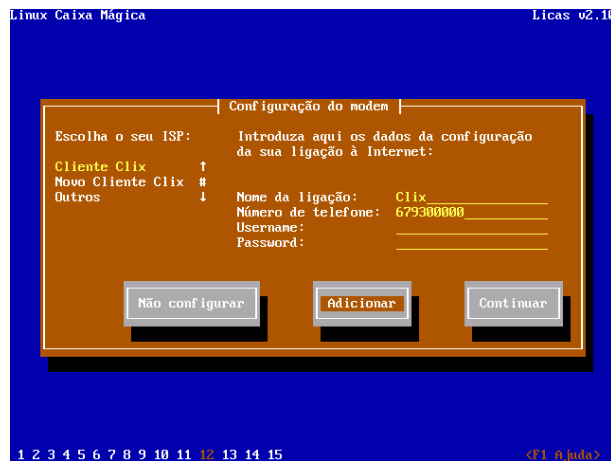 Linux Caixa Mágica
Licas v2.10
Configuração do modem
Escolha o seu ISP:
Cliente Clix ↑
Novo Cliente Clix #
Outros ↓
Introduza aqui os dados da configuração
da sua ligação à Internet:
Nome da ligação: Clix
Número de telefone: 679300000
Username:
Password:
Não configurar
Adicionar
Continuar
1 2 3 4 5 6 7 8 9 10 11 12 13 14 15
<F1 Ajuda>